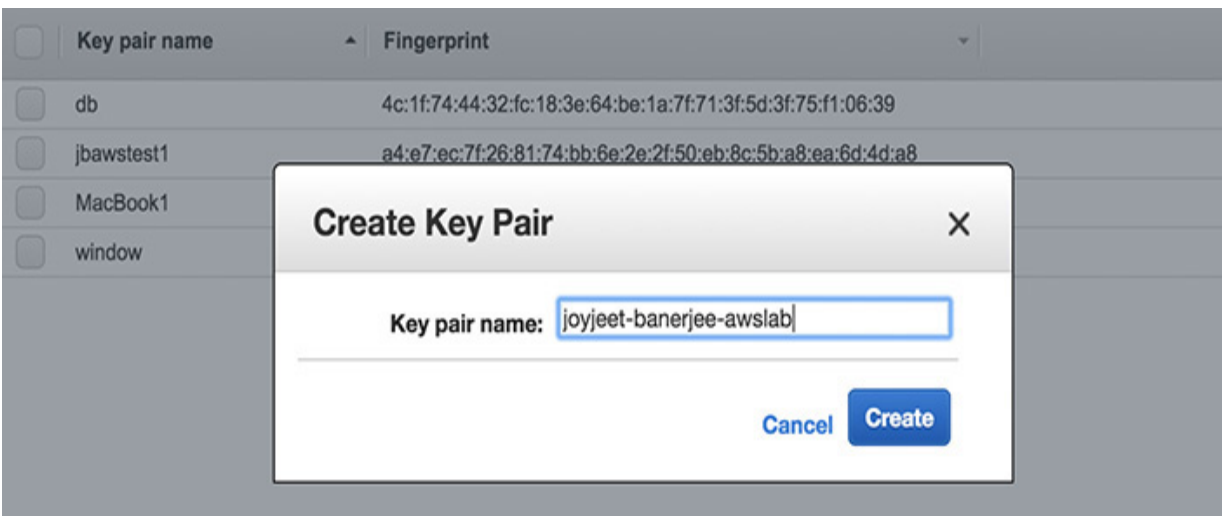 Key pair name Fingerprint
db 4c:1f:74:44:32:fc:18:3e:64:be:1a:7f:71:3f:5d:3f:75:f1:06:39
jbawstest1 a4:e7:ec:7f:26:81:74:bb:6e:2e:2f:50:eb:8c:5b:a8:ea:6d:4d:a8
MacBook1
window
Create Key Pair
Key pair name: joyjeet-banerjee-awslab
Cancel Create